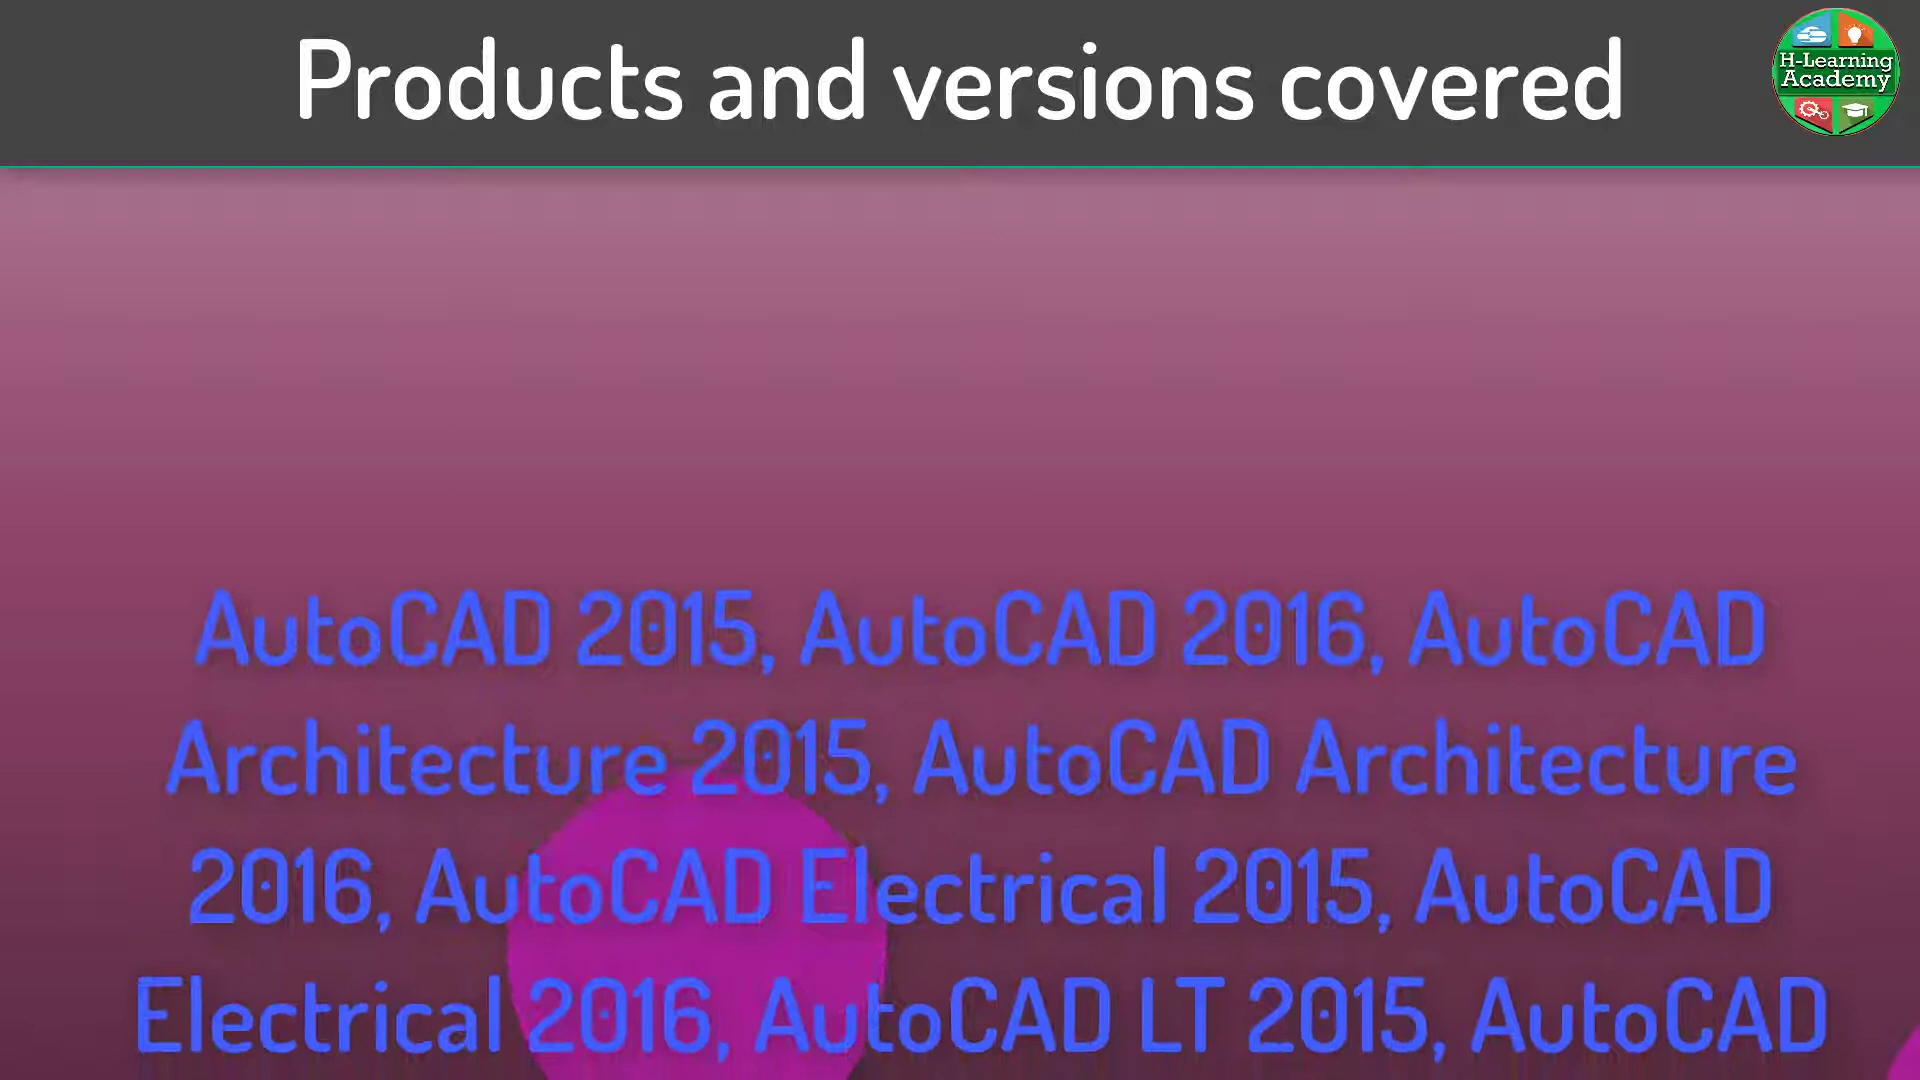 Products and versions covered
H-Learning
Academy
AutoCAD 2015, AutoCAD 2016, AutoCAD
Architecture 2015, AutoCAD Architecture
2016, AutoCAD Electrical 2015, AutoCAD
Electrical 2016, AutoCAD LT 2015, AutoCAD